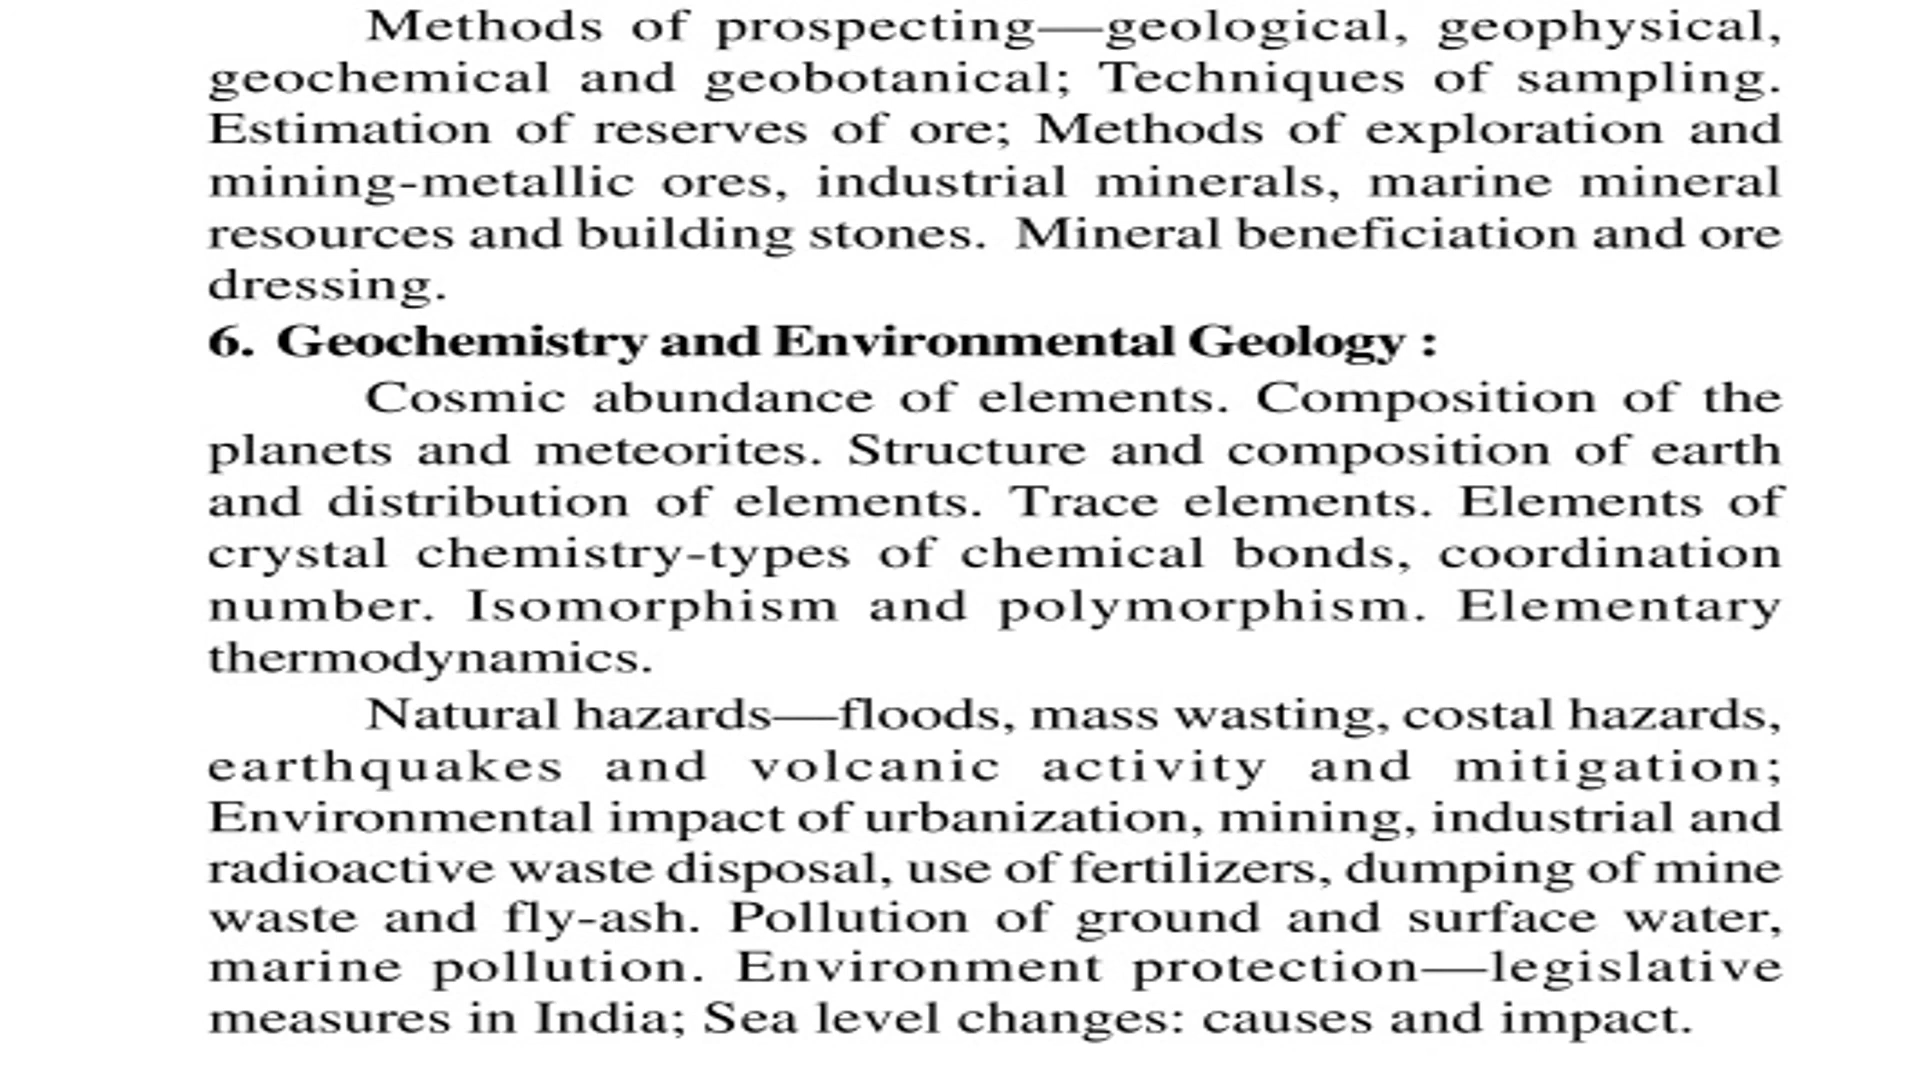 Methods of prospecting—geological, geophysical,
geochemical and geobotanical; Techniques of sampling.
Estimation of reserves of ore; Methods of exploration and
mining-metallic ores, industrial minerals, marine mineral
resources and building stones. Mineral beneficiation and ore
dressing.
6. Geochemistry and Environmental Geology :
Cosmic abundance of elements. Composition of the
planets and meteorites. Structure and composition of earth
and distribution of elements. Trace elements. Elements of
crystal chemistry-types of chemical bonds, coordination
number. Isomorphism and polymorphism. Elementary
thermodynamics.
Natural hazards—floods, mass wasting, costal hazards,
earthquakes and volcanic activity and mitigation;
Environmental impact of urbanization, mining, industrial and
radioactive waste disposal, use of fertilizers, dumping of mine
waste and fly-ash. Pollution of ground and surface water,
marine pollution. Environment protection—legislative
measures in India; Sea level changes: causes and impact.